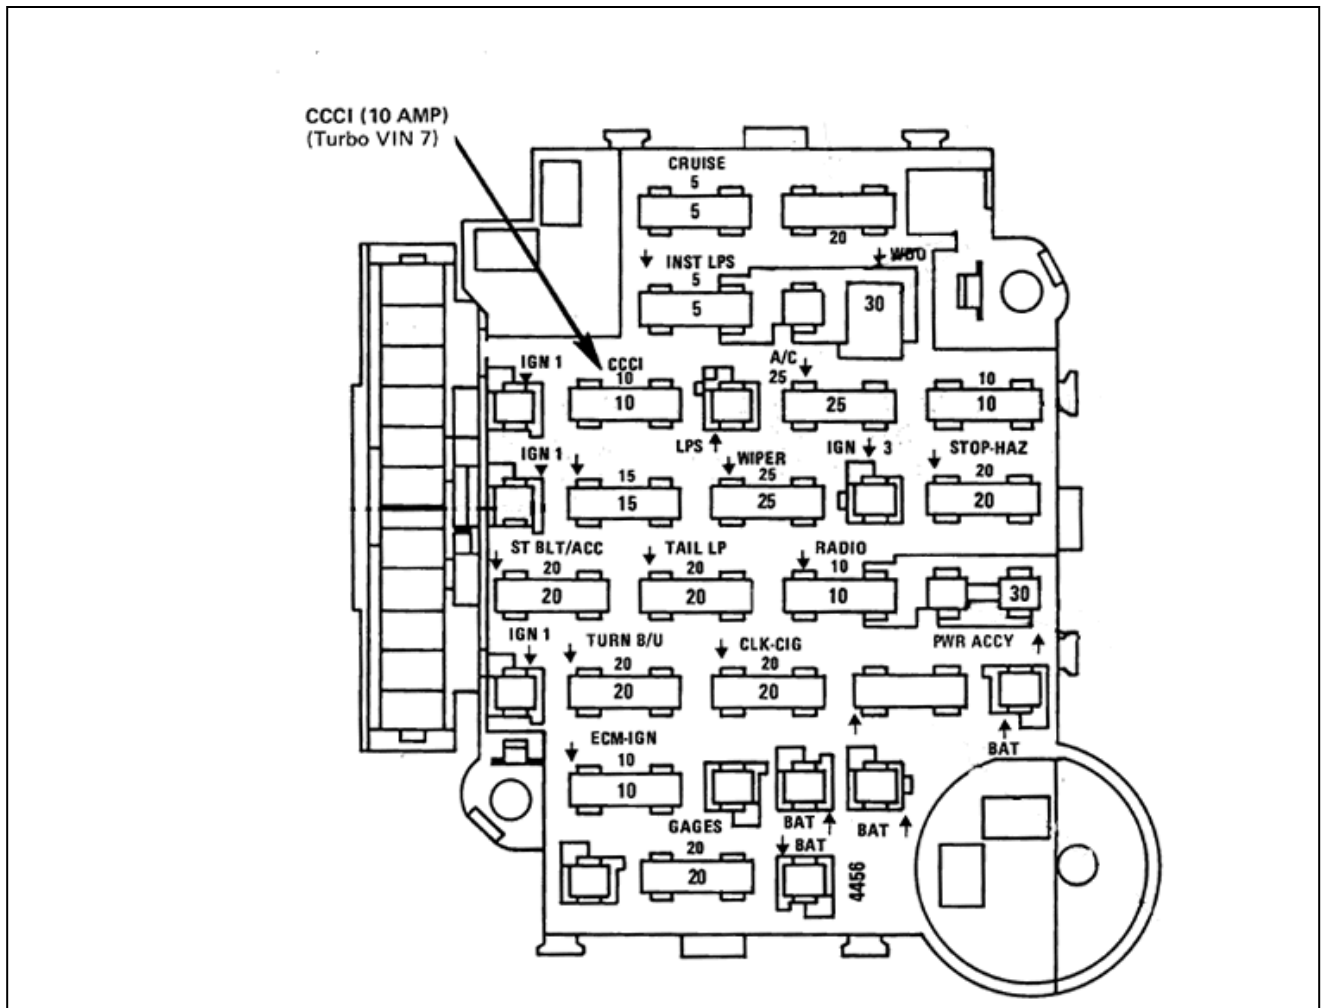 CCCI (10 AMP)
(Turbo VIN 7)
CRUISE
5
5
20
WDO
INST LPS
5
5
30
IGN 1
CCCI
10
10
LPS
A/C
25
25
10
10
IGN 1
15
15
WIPER
25
25
IGN 3
STOP-HAZ
20
20
ST BLT/ACC
20
20
TAIL LP
20
20
RADIO
10
10
30
PWR ACCY
IGN 1
TURN B/U
20
20
CLK-CIG
20
20
BAT
ECM-IGN
10
10
BAT
BAT
GAGES
20
20
BAT
4456